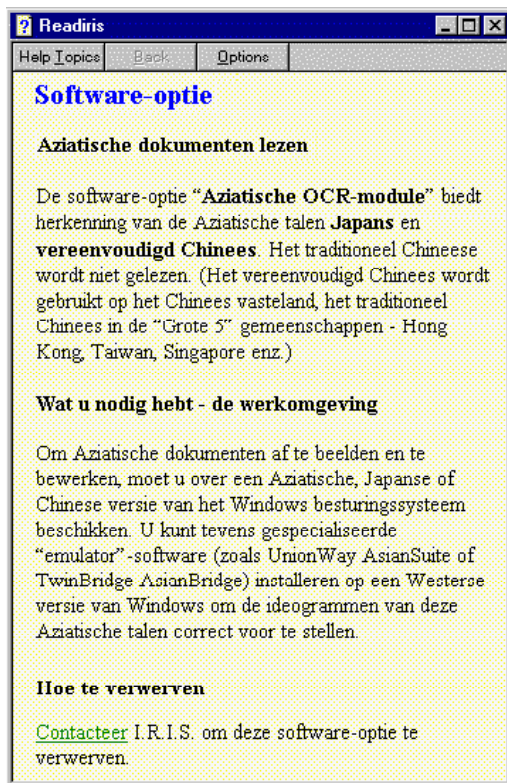 Readiris
Help Topics Back Options
Software-optie
Aziatische dokumenten lezen
De software-optie “Aziatische OCR-module” biedt
herkenning van de Aziatische talen Japans en
vereenvoudigd Chinees. Het traditioneel Chineese
wordt niet gelezen. (Het vereenvoudigd Chinees wordt
gebruikt op het Chinees vasteland, het traditioneel
Chinees in de “Grote 5” gemeenschappen - Hong
Kong, Taiwan, Singapore enz.)
Wat u nodig hebt - de werkomgeving
Om Aziatische dokumenten af te beelden en te
bewerken, moet u over een Aziatische, Japanse of
Chinese versie van het Windows besturingssysteem
beschikken. U kunt tevens gespecialiseerde
“emulator”-software (zoals UnionWay AsianSuite of
TwinBridge AsianBridge) installeren op een Westerse
versie van Windows om de ideogrammen van deze
Aziatische talen correct voor te stellen.
Hoe te verwerven
Contacteer I.R.I.S. om deze software-optie te
verwerven.